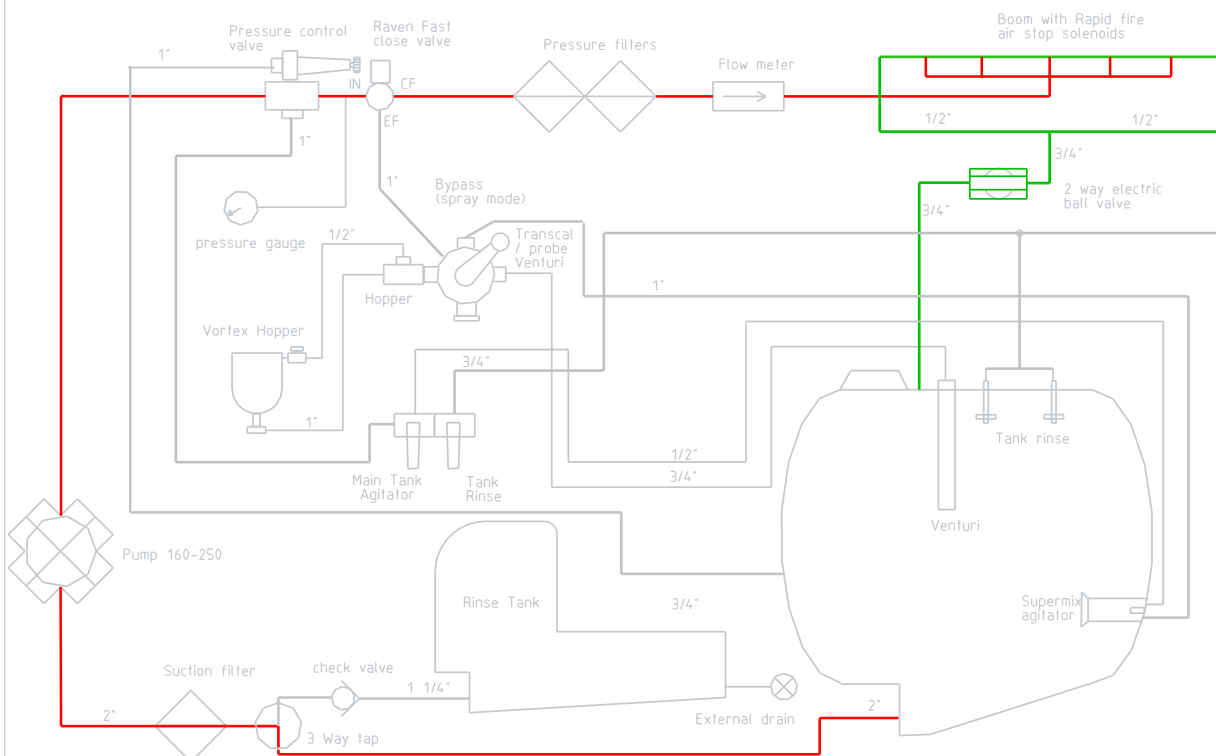 Boom with Rapid fire
air stop solenoids
Raven Fast
close valve
Pressure control
valve
Pressure filters
1"
Flow meter
IN
CF
EF
1/2"
1/2"
1"
3/4"
1"
Bypass
(spray mode)
2 way electric
ball valve
3/4"
Transcal
/ probe
Venturi
1/2"
pressure gauge
1"
Hopper
Vortex Hopper
3/4"
1"
Tank rinse
1/2"
3/4"
Main Tank
Agitator
Tank
Rinse
Venturi
Pump 160-250
Rinse Tank
3/4"
Supermix
agitator
Suction filter
check valve
1 1/4"
2"
External drain
2"
3 Way tap